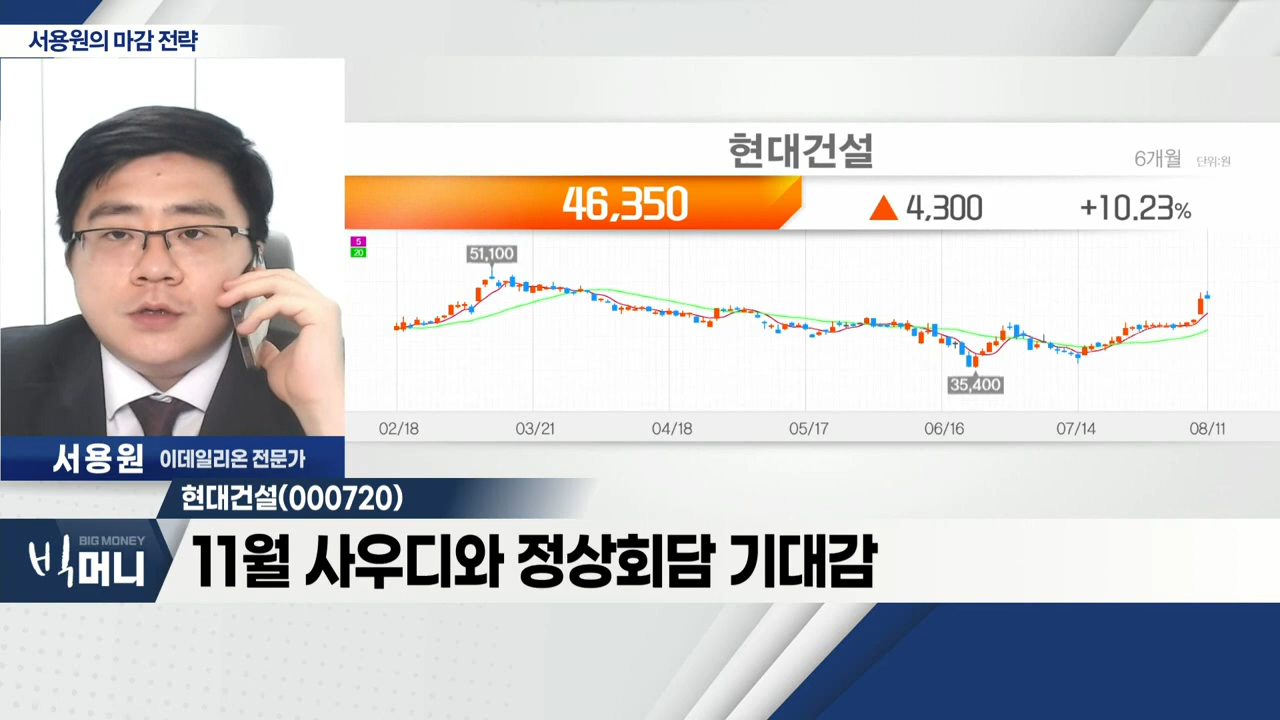 서용원의 마감 전략
현대건설
6개월 단위:원
46,350 ▲ 4,300 +10.23%
5
20
51,100
35,400
02/18 03/21 04/18 05/17 06/16 07/14 08/11
서용원 이데일리온 전문가
현대건설(000720)
BIG MONEY
빅머니
11월 사우디와 정상회담 기대감